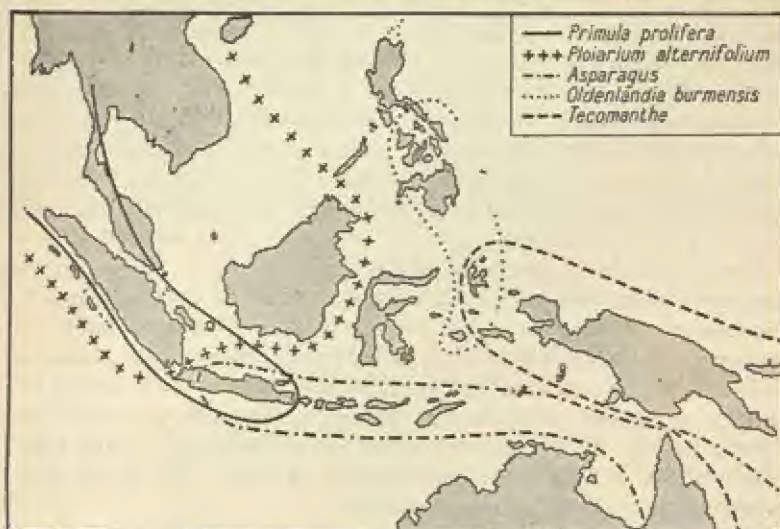 Primula prolifera
Ploiarium alternifolium
Asparagus
Oldenlandia burmensis
Tecomanthe